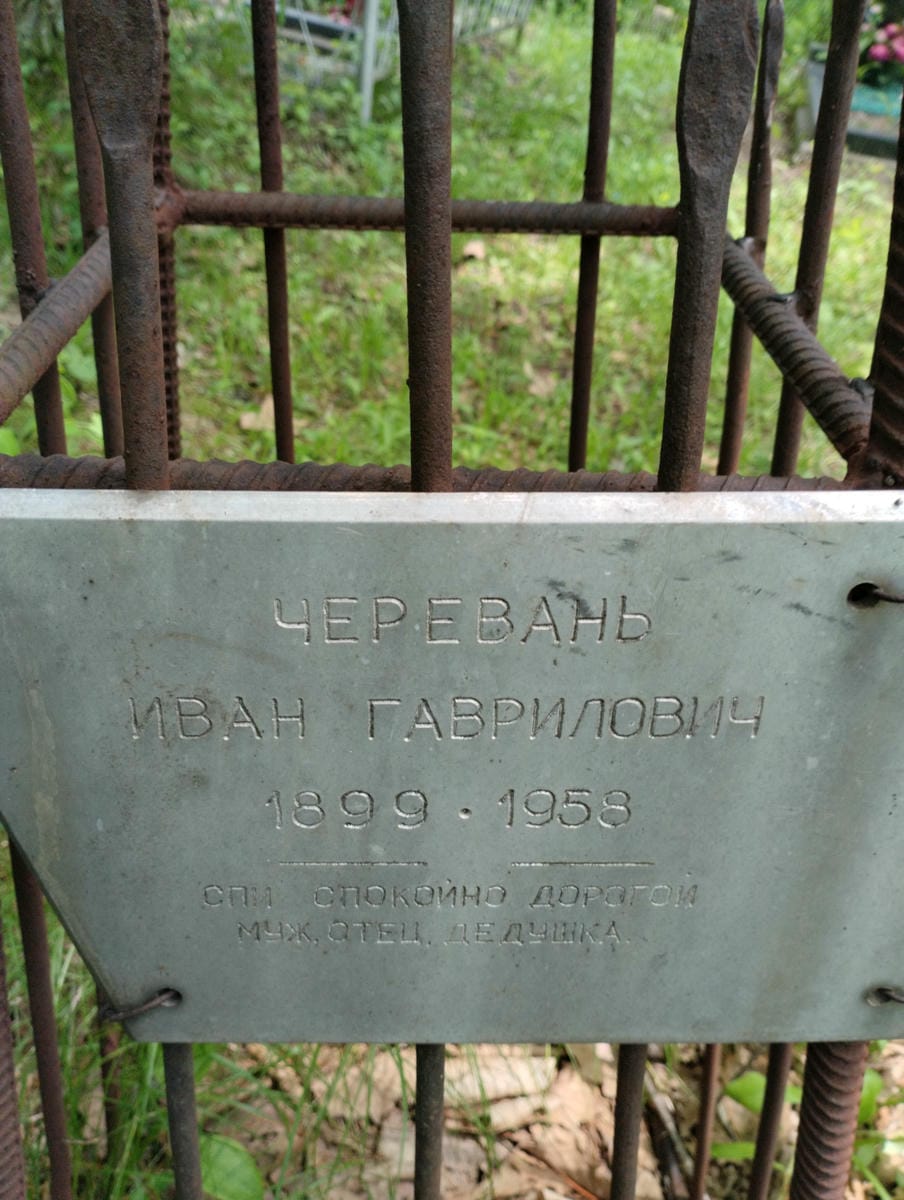 ЧЕРЕВАНЬ
ИВАН ГАВРИЛОВИЧ
1899 · 1958
СПИ СПОКОЙНО ДОРОГОЙ
МУЖ, ОТЕЦ, ДЕДУШКА.